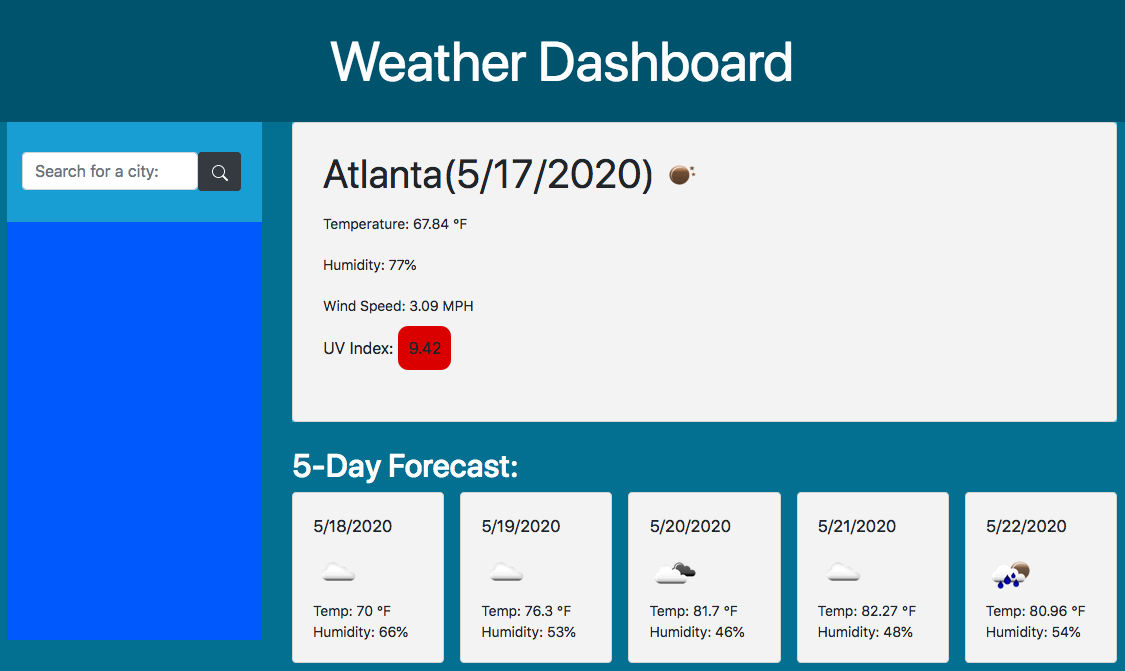 Weather Dashboard
Search for a city:
Atlanta(5/17/2020)
Temperature: 67.84 °F
Humidity: 77%
Wind Speed: 3.09 MPH
UV Index: 9.42
5-Day Forecast:
5/18/2020
Temp: 70 °F
Humidity: 66%
5/19/2020
Temp: 76.3 °F
Humidity: 53%
5/20/2020
Temp: 81.7 °F
Humidity: 46%
5/21/2020
Temp: 82.27 °F
Humidity: 48%
5/22/2020
Temp: 80.96 °F
Humidity: 54%